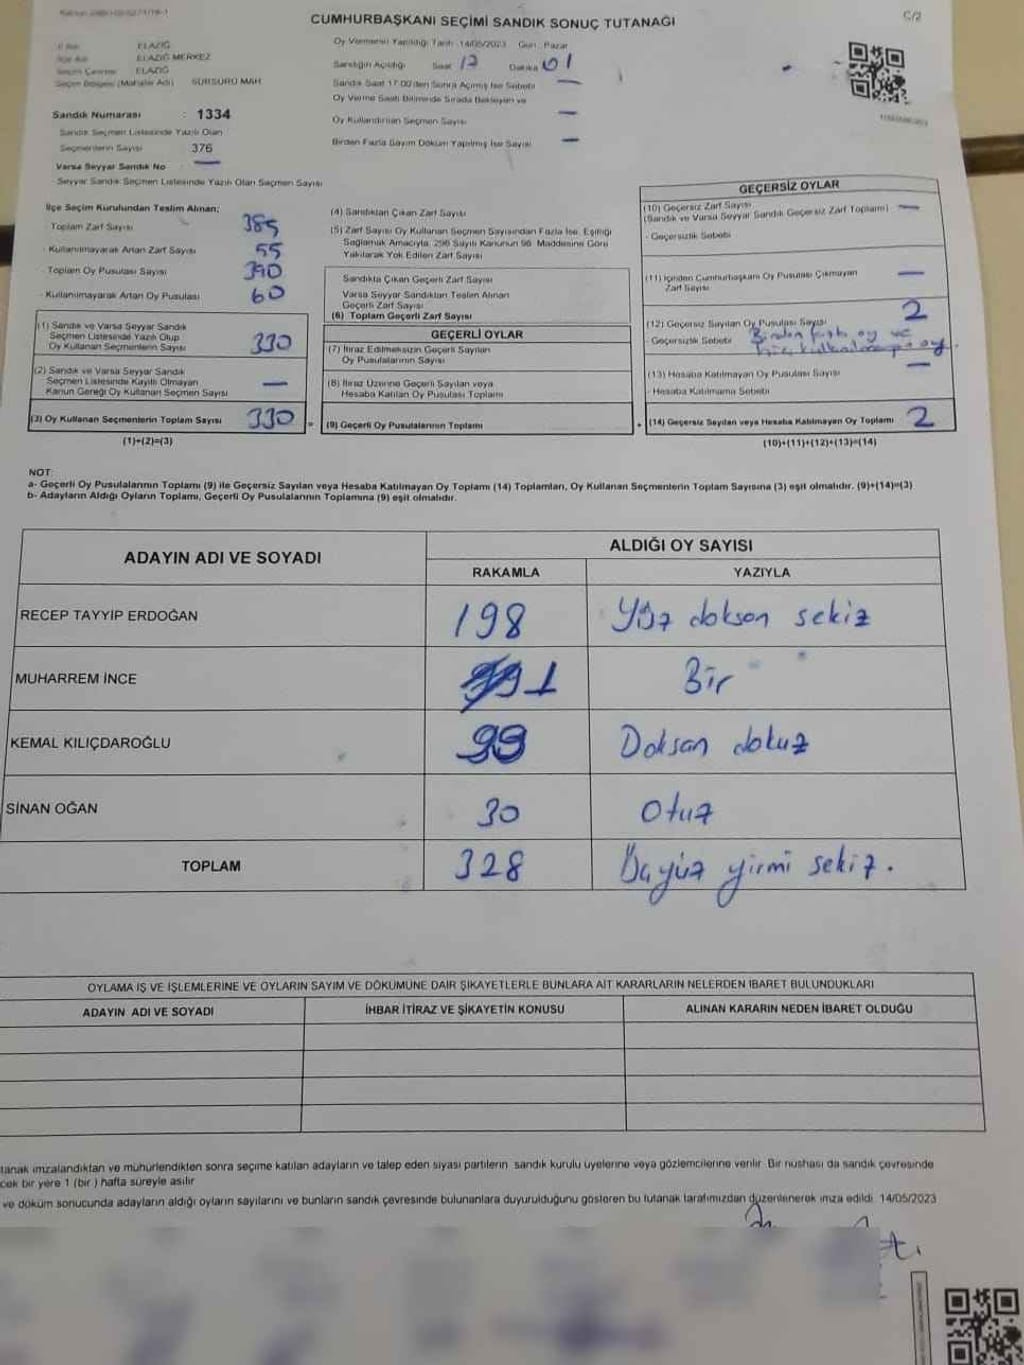 CUMHURBAŞKANI SEÇİMİ SANDIK SONUÇ TUTANAĞI
C/2
ELAZIĞ
ELAZIĞ MERKEZ
ELAZIĞ
Seçim Bölgesi (Mahalle Adı) SÜRSÜRÜ MAH.
Sandık Numarası : 1334
Sandık Seçmen Listesinde Yazılı Olan
Seçmenlerin Sayısı 376
Varsa Seyyar Sandık No —
Seyyar Sandık Seçmen Listesinde Yazılı Olan Seçmen Sayısı
Oy Vermenin Yapıldığı Tarih 14/05/2023 Gün : Pazar
Sandığın Açıldığı Saat 17 Dakika 01
Sandık Saat 17:00'den Sonra Açılmış İse Sebebi —
Oy Verme Saati Bitiminde Sırada Bekleyen ve
Oy Kullandırılan Seçmen Sayısı —
Birden Fazla Sayım Döküm Yapılmış İse Sayısı —
İlçe Seçim Kurulundan Teslim Alınan;
- Toplam Zarf Sayısı 385
- Kullanılmayarak Artan Zarf Sayısı 55
- Toplam Oy Pusulası Sayısı 390
- Kullanılmayarak Artan Oy Pusulası 60
(1) Sandık ve Varsa Seyyar Sandık
Seçmen Listesinde Yazılı Olup
Oy Kullanan Seçmenlerin Sayısı 330
(2) Sandık ve Varsa Seyyar Sandık
Seçmen Listesinde Kayıtlı Olmayan
Kanun Gereği Oy Kullanan Seçmen Sayısı —
(3) Oy Kullanan Seçmenlerin Toplam Sayısı 330
(1)+(2)=(3)
(4) Sandıktan Çıkan Zarf Sayısı
(5) Zarf Sayısı Oy Kullanan Seçmen Sayısından Fazla İse, Eşitliği
Sağlamak Amacıyla, 298 Sayılı Kanunun 98. Maddesine Göre
Yakılarak Yok Edilen Zarf Sayısı
Sandıkta Çıkan Geçerli Zarf Sayısı
Varsa Seyyar Sandıktan Teslim Alınan
Geçerli Zarf Sayısı
(6) Toplam Geçerli Zarf Sayısı
GEÇERLİ OYLAR
(7) İtiraz Edilmeksizin Geçerli Sayılan
Oy Pusulalarının Sayısı
(8) İtiraz Üzerine Geçerli Sayılan veya
Hesaba Katılan Oy Pusulası Toplamı
(9) Geçerli Oy Pusulalarının Toplamı
GEÇERSİZ OYLAR
(10) Geçersiz Zarf Sayısı —
(Sandık ve Varsa Seyyar Sandık Geçersiz Zarf Toplamı)
- Geçersizlik Sebebi
(11) İçinden Cumhurbaşkanı Oy Pusulası Çıkmayan —
Zarf Sayısı
(12) Geçersiz Sayılan Oy Pusulası Sayısı 2
- Geçersizlik Sebebi Birden fazla oy ve
hiç oy
(13) Hesaba Katılmayan Oy Pusulası Sayısı —
- Hesaba Katılmama Sebebi
(14) Geçersiz Sayılan veya Hesaba Katılmayan Oy Toplamı 2
(10)+(11)+(12)+(13)=(14)
NOT:
a- Geçerli Oy Pusulalarının Toplamı (9) ile Geçersiz Sayılan veya Hesaba Katılmayan Oy Toplamı (14) Toplamları, Oy Kullanan Seçmenlerin Toplam Sayısına (3) eşit olmalıdır. (9)+(14)=(3)
b- Adayların Aldığı Oyların Toplamı, Geçerli Oy Pusulalarının Toplamına (9) eşit olmalıdır.
ADAYIN ADI VE SOYADI ALDIĞI OY SAYISI
RAKAMLA YAZIYLA
RECEP TAYYİP ERDOĞAN 198 Yüz dokson sekiz
MUHARREM İNCE 1 Bir
KEMAL KILIÇDAROĞLU 99 Doksan dokuz
SİNAN OĞAN 30 Otuz
TOPLAM 328 Üçyüz yirmi sekiz.
OYLAMA İŞ VE İŞLEMLERİNE VE OYLARIN SAYIM VE DÖKÜMÜNE DAİR ŞİKAYETLERLE BUNLARA AİT KARARLARIN NELERDEN İBARET BULUNDUKLARI
ADAYIN ADI VE SOYADI İHBAR İTİRAZ VE ŞİKAYETİN KONUSU ALINAN KARARIN NEDEN İBARET OLDUĞU
tanak imzalandıktan ve mühürlendikten sonra seçime katılan adayların ve talep eden siyasi partilerin sandık kurulu üyelerine veya gözlemcilerine verilir. Bir nüshası da sandık çevresinde
cek bir yere 1 (bir ) hafta süreyle asılır
ve döküm sonucunda adayların aldığı oyların sayılarını ve bunların sandık çevresinde bulunanlara duyurulduğunu gösteren bu tutanak tarafımızdan düzenlenerek imza edildi. 14/05/2023